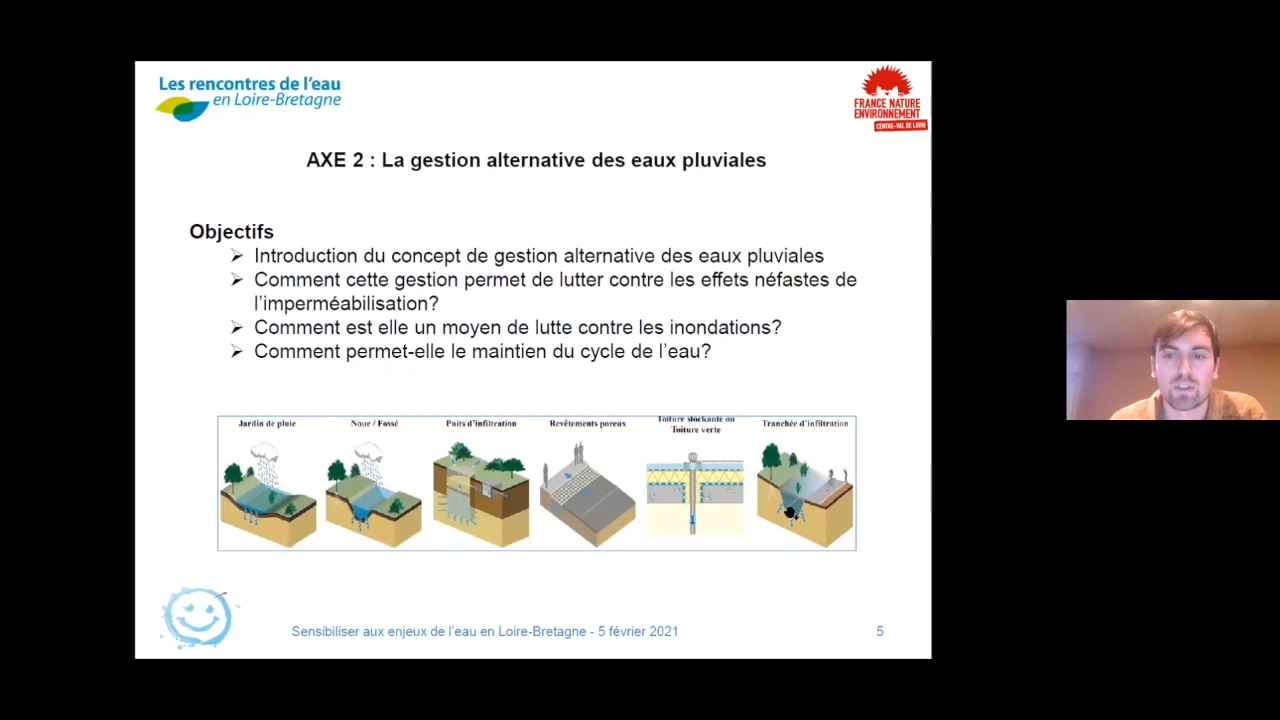 Les rencontres de l'eau
en Loire-Bretagne
FRANCE NATURE
ENVIRONNEMENT
CENTRE-VAL DE LOIRE
AXE 2 : La gestion alternative des eaux pluviales
Objectifs
➢ Introduction du concept de gestion alternative des eaux pluviales
➢ Comment cette gestion permet de lutter contre les effets néfastes de
l'imperméabilisation?
➢ Comment est elle un moyen de lutte contre les inondations?
➢ Comment permet-elle le maintien du cycle de l'eau?
Jardin de pluie
Noue / Fossé
Puits d'infiltration
Revêtements poreux
Toiture stockante ou
Toiture verte
Tranchée d'infiltration
Sensibiliser aux enjeux de l'eau en Loire-Bretagne - 5 février 2021
5